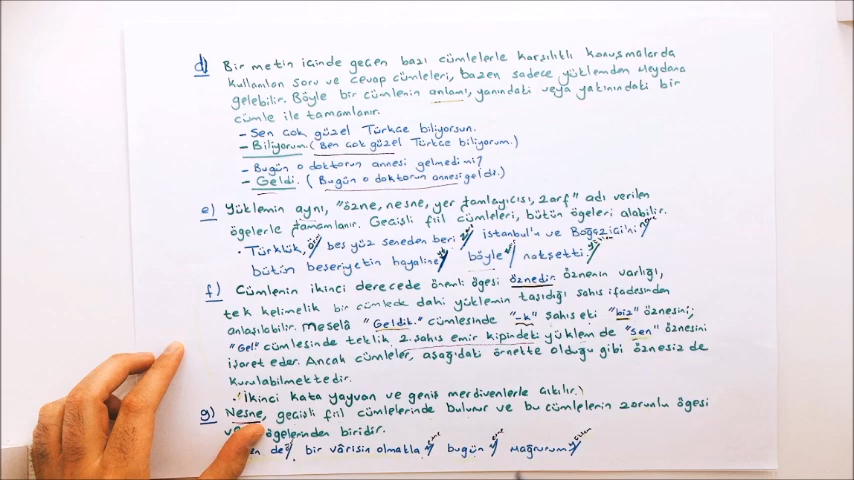 d) Bir metin içinde geçen bazı cümlelerle karşılıklı konuşmalarda
kullanılan soru ve cevap cümleleri, bazen sadece yüklemden meydana
gelebilir. Böyle bir cümlenin anlamı, yanındaki veya yakınındaki bir
cümle ile tamamlanır.
- Sen çok güzel Türkçe biliyorsun.
- Biliyorum. (Ben çok güzel Türkçe biliyorum.)
- Bugün o doktorun annesi gelmedi mi?
- Geldi. (Bugün o doktorun annesi geldi.)
e) Yüklemin aynı, "özne, nesne, yer tamlayıcısı, zarf" adı verilen
ögelerle tamamlanır. Geçişli fiil cümleleri, bütün ögeleri alabilir.
• Türklük, beş yüz seneden beri İstanbul'u ve Boğaziçi'ni
bütün beşeriyetin hayaline böyle nakşetti
f) Cümlenin ikinci derecede önemli ögesi öznedir. Öznenin varlığı,
tek kelimelik bir cümlede dahi yüklemin taşıdığı şahıs ifadesinden
anlaşılabilir. Meselâ "Geldik." cümlesinde "-k" şahıs eki "biz" öznesini;
"Gel" cümlesinde teklik 2. şahıs emir kipindeki yüklem de "sen" öznesini
işaret eder. Ancak cümleler, aşağıdaki örnekte olduğu gibi öznesiz de
kurulabilmektedir.
İkinci kata yayvan ve geniş merdivenlerle çıkılır.
g) Nesne, geçişli fiil cümlelerinde bulunur ve bu cümlelerin zorunlu ögesi
ögelerinden biridir.
de bir vârisin olmakla bugün mağrurum